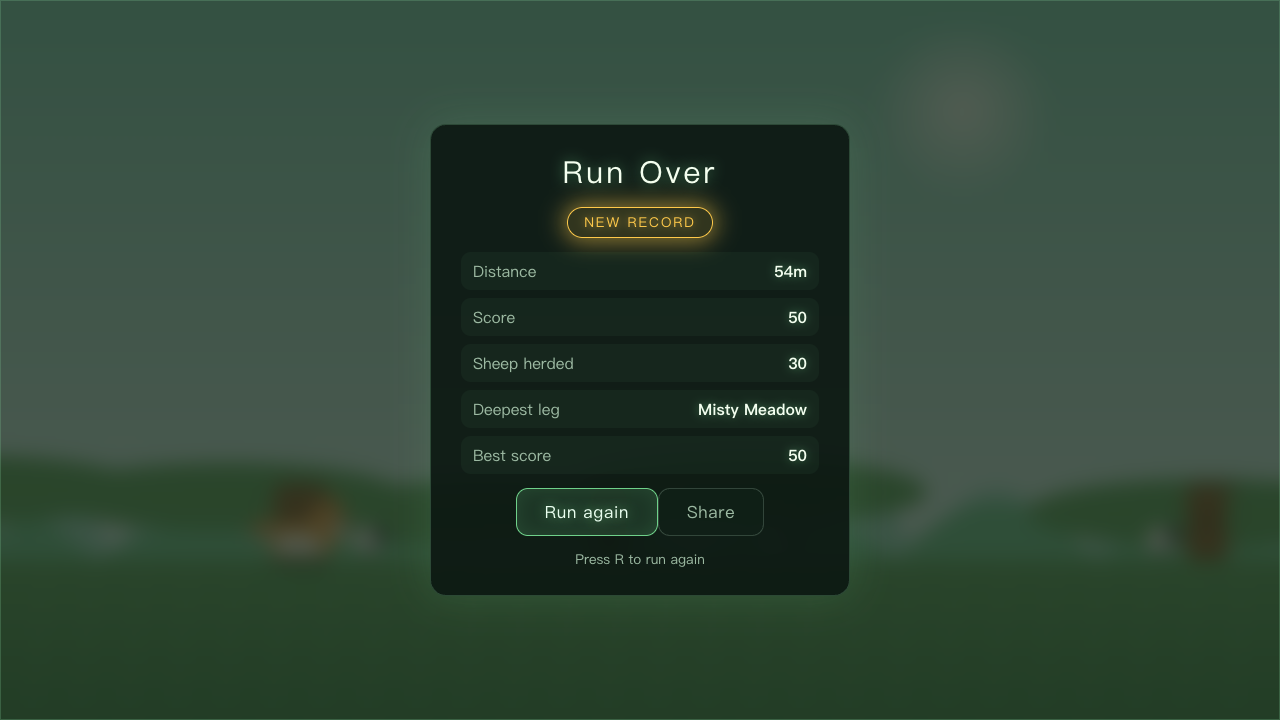 Run Over
NEW RECORD
Distance 54m
Score 50
Sheep herded 30
Deepest leg Misty Meadow
Best score 50
Run again Share
Press R to run again